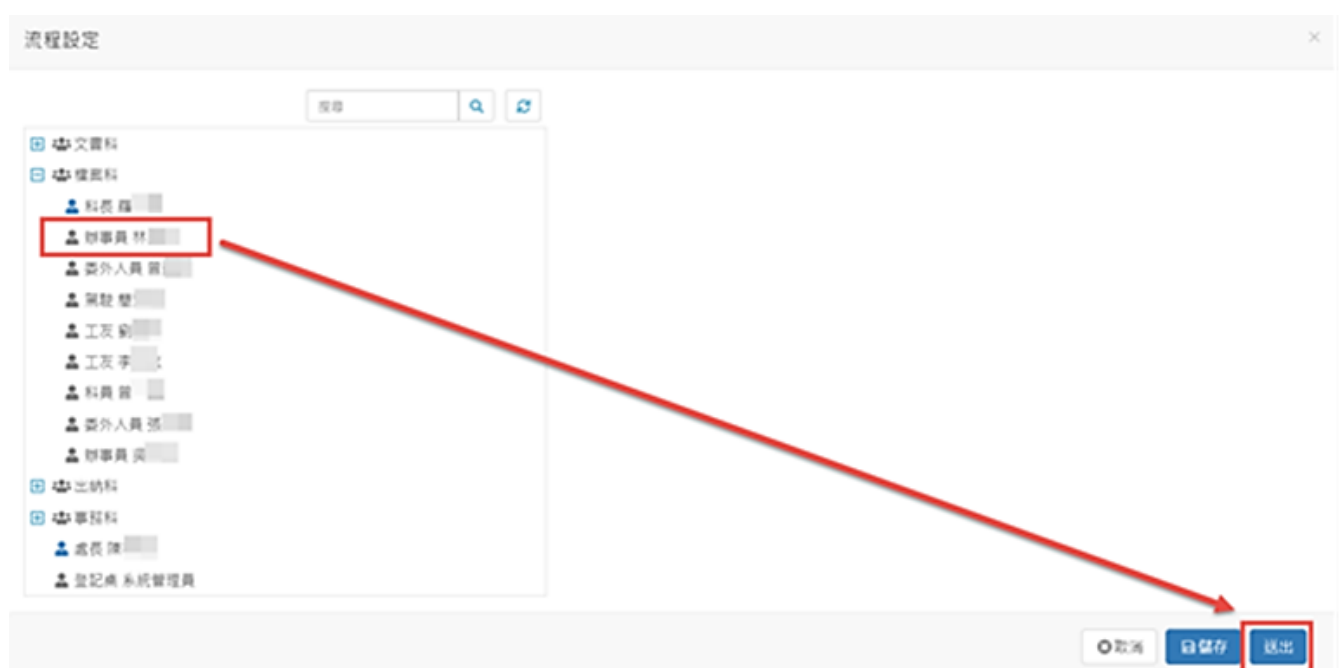 流程設定
搜尋
文書科
檔案科
科長 羅
辦事員 林
委外人員 曾
駕駛 簡
工友 劉
工友 李
科員 曾
委外人員 張
辦事員 吳
出納科
事務科
處長 陳
登記桌 系統管理員
取消
儲存
送出